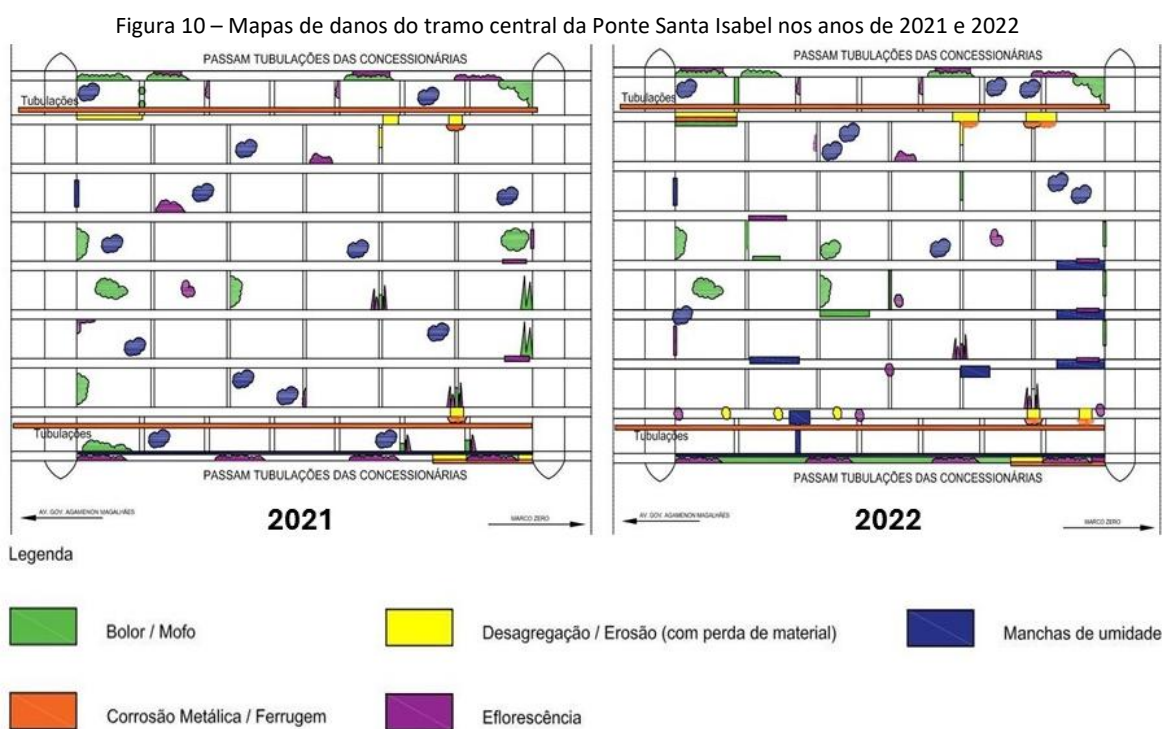 Figura 10 – Mapas de danos do tramo central da Ponte Santa Isabel nos anos de 2021 e 2022
PASSAM TUBULAÇÕES DAS CONCESSIONÁRIAS
Tubulações
Tubulações
PASSAM TUBULAÇÕES DAS CONCESSIONÁRIAS
AV. GOV. AGAMENON MAGALHÃES
2021
MARCO ZERO
PASSAM TUBULAÇÕES DAS CONCESSIONÁRIAS
Tubulações
Tubulações
PASSAM TUBULAÇÕES DAS CONCESSIONÁRIAS
AV. GOV. AGAMENON MAGALHÃES
2022
MARCO ZERO
Legenda
Bolor / Mofo
Desagregação / Erosão (com perda de material)
Manchas de umidade
Corrosão Metálica / Ferrugem
Eflorescência